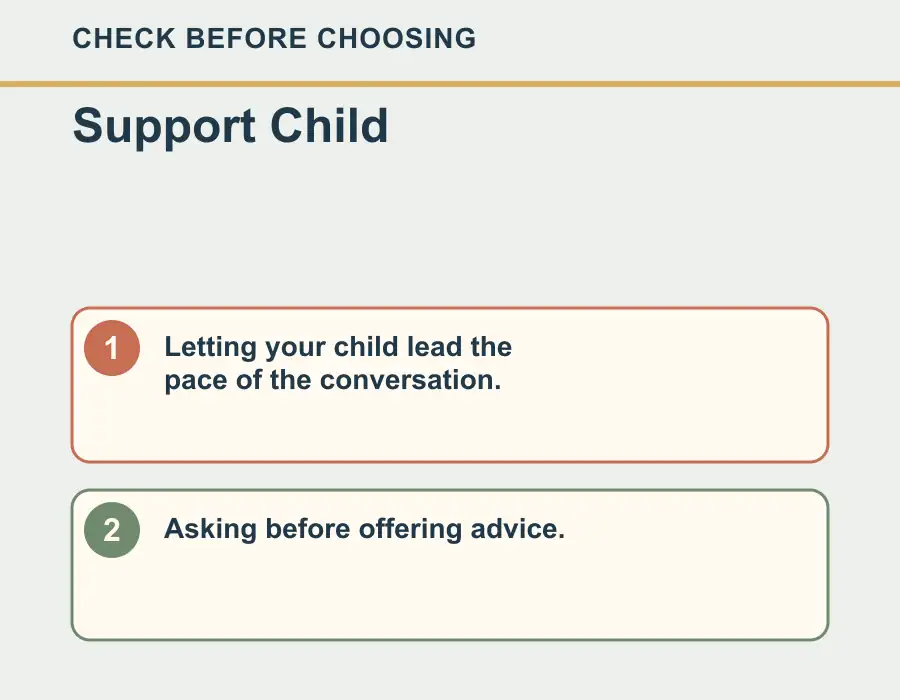 CHECK BEFORE CHOOSING
Support Child
1
Letting your child lead the
pace of the conversation.
2
Asking before offering advice.